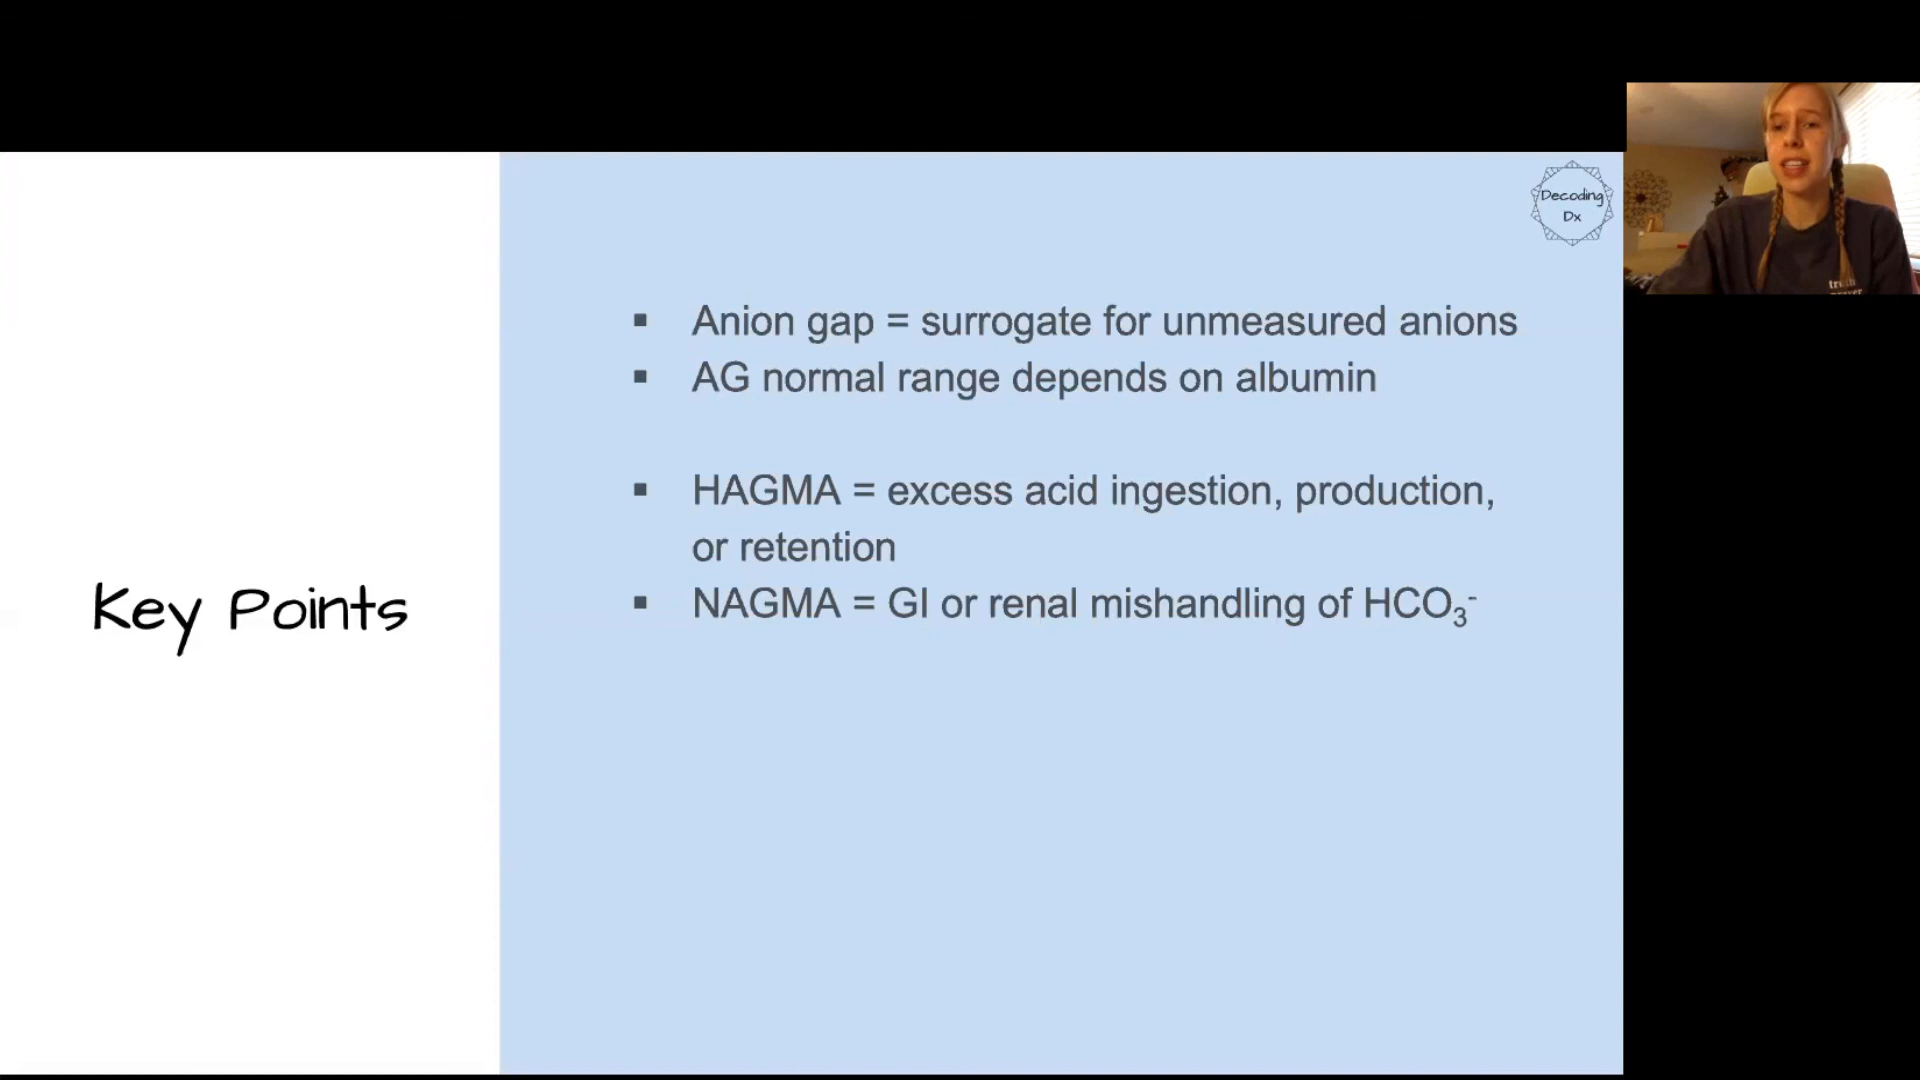 Decoding
Dx
Key Points
▪ Anion gap = surrogate for unmeasured anions
▪ AG normal range depends on albumin
▪ HAGMA = excess acid ingestion, production,
or retention
▪ NAGMA = GI or renal mishandling of HCO₃⁻